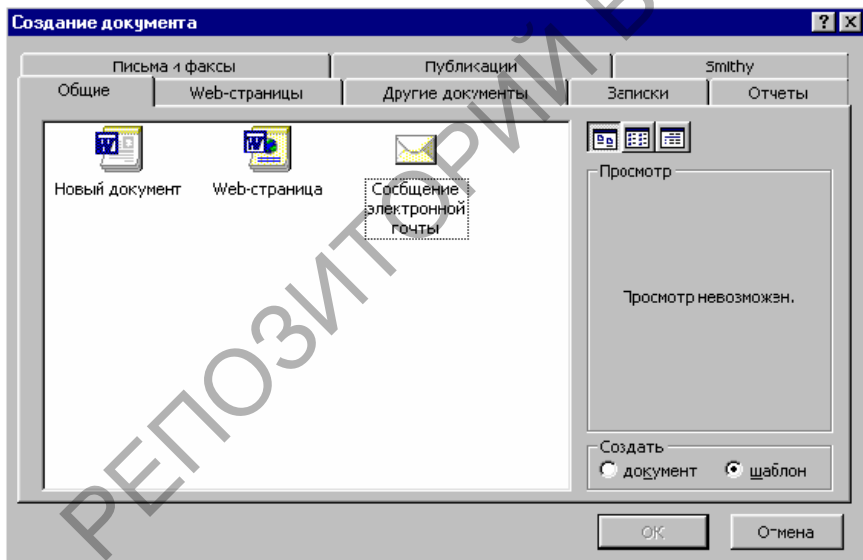 Создание документа
Письма и факсы Публикации Smithy
Общие Web-страницы Другие документы Записки Отчеты
Новый документ Web-страница Сообщение
электронной
почты
Просмотр
Просмотр невозможен.
Создать
документ шаблон
OK Отмена
РЕПОЗИТОРИЙ